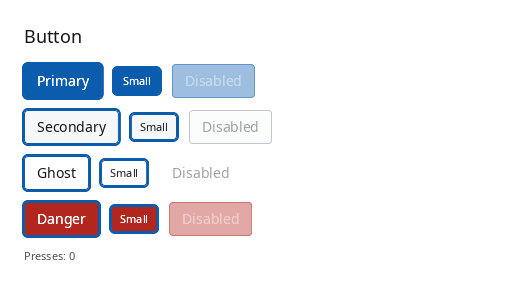 Button
Primary Small Disabled
Secondary Small Disabled
Ghost Small Disabled
Danger Small Disabled
Presses: 0